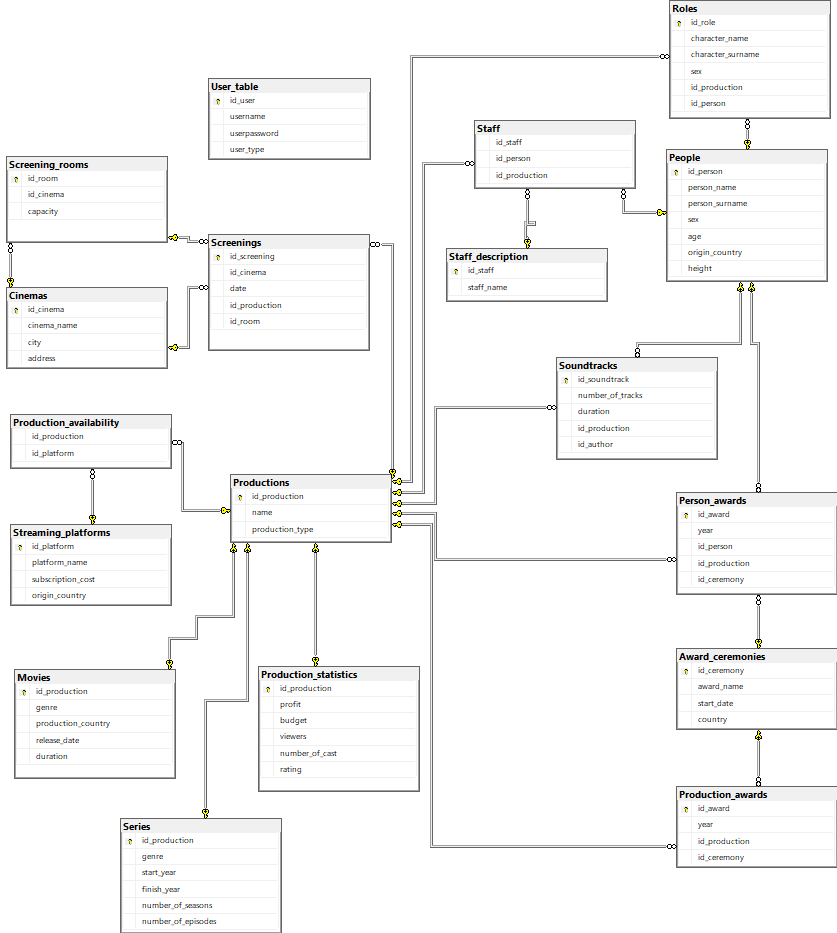 Roles
id_role
character_name
character_surname
sex
id_production
id_person
User_table
id_user
username
userpassword
user_type
Staff
id_staff
id_person
id_production
People
id_person
person_name
person_surname
sex
age
origin_country
height
Screening_rooms
id_room
id_cinema
capacity
Screenings
id_screening
id_cinema
date
id_production
id_room
Staff_description
id_staff
staff_name
Cinemas
id_cinema
cinema_name
city
address
Soundtracks
id_soundtrack
number_of_tracks
duration
id_production
id_author
Production_availability
id_production
id_platform
Productions
id_production
name
production_type
Person_awards
id_award
year
id_person
id_production
id_ceremony
Streaming_platforms
id_platform
platform_name
subscription_cost
origin_country
Award_ceremonies
id_ceremony
award_name
start_date
country
Movies
id_production
genre
production_country
release_date
duration
Production_statistics
id_production
profit
budget
viewers
number_of_cast
rating
Production_awards
id_award
year
id_production
id_ceremony
Series
id_production
genre
start_year
finish_year
number_of_seasons
number_of_episodes